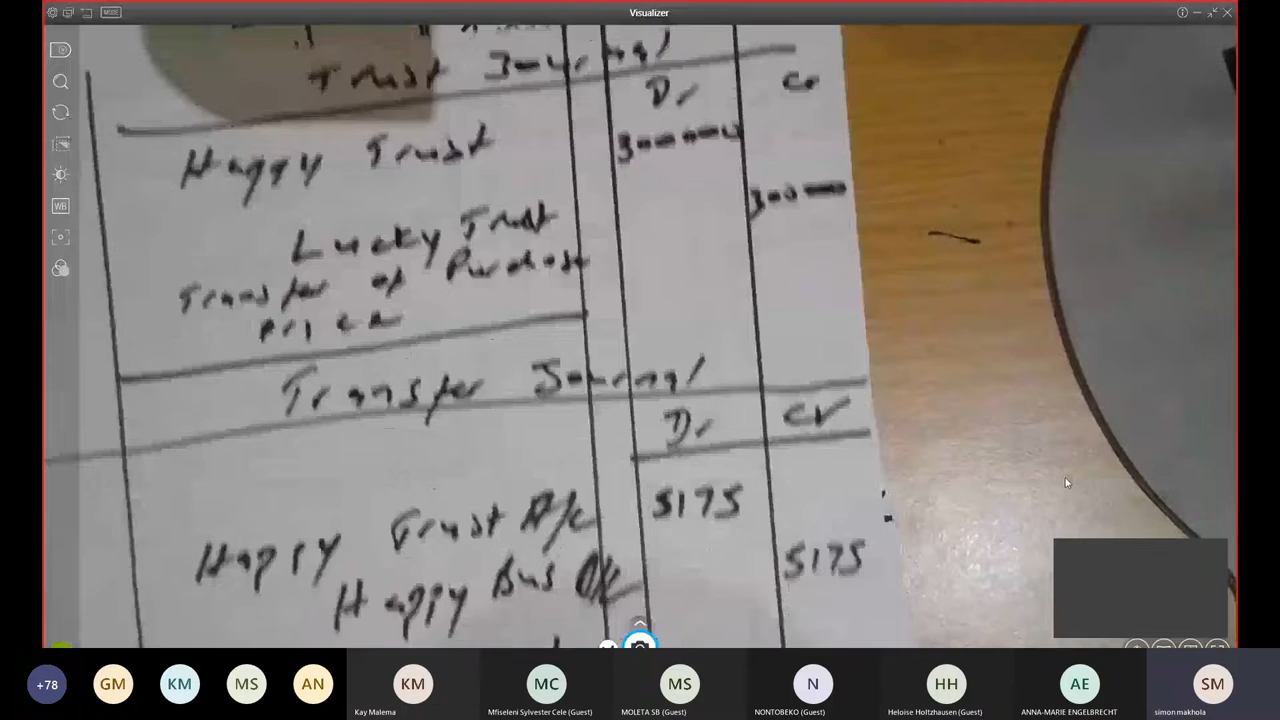 MODE
Visualizer
Trust Journal
Dr Cr
Happy Trust 300000
300000
Lucky Trust
Transfer of Purchase
Price
Transfer Journal
Dr Cr
Happy Trust A/c 5175
Happy Bus A/c 5175
WB
+78
GM
KM
MS
AN
KM
Kay Malema
MC
Mfiseleni Sylvester Cele (Guest)
MS
MOLETA SB (Guest)
N
NONTOBEKO (Guest)
HH
Heloise Holtzhausen (Guest)
AE
ANNA-MARIE ENGELBRECHT
SM
simon makhola